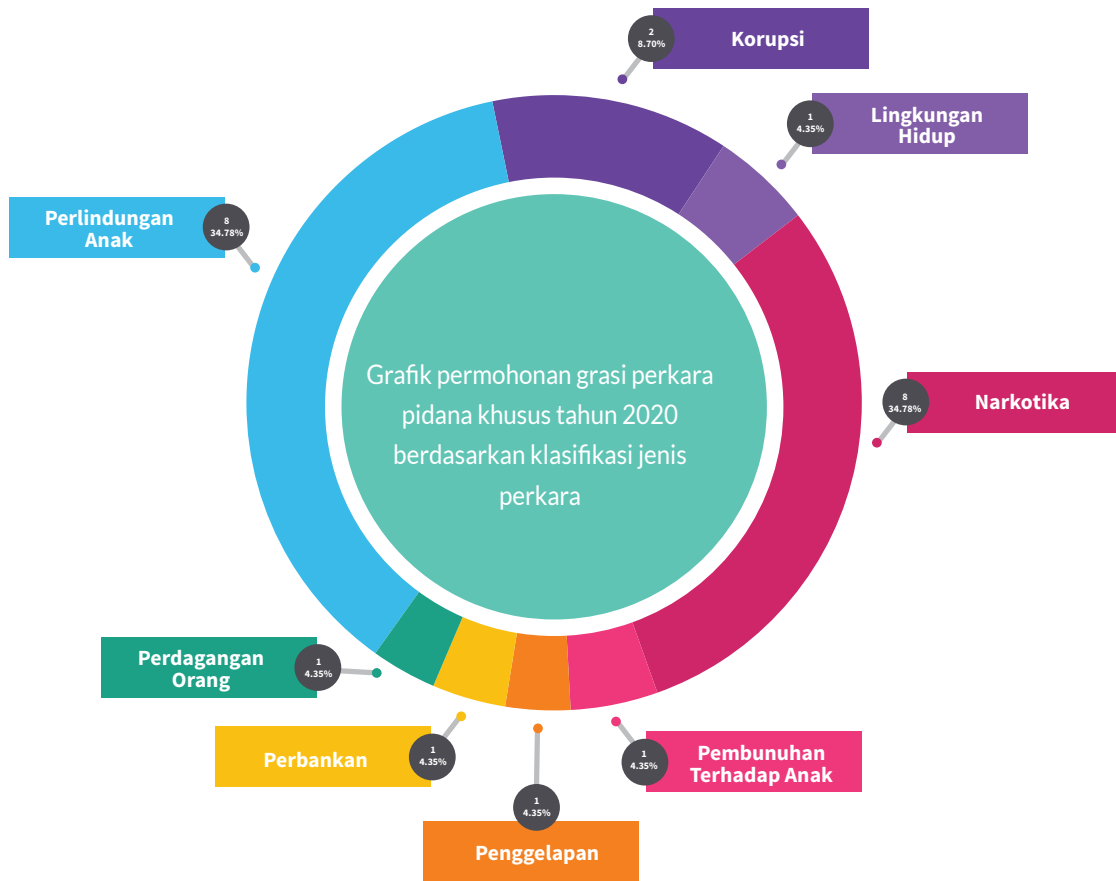 2
8.70%
Korupsi
1
4.35%
Lingkungan
Hidup
8
34.78%
Perlindungan
Anak
Grafik permohonan grasi perkara
pidana khusus tahun 2020
berdasarkan klasifikasi jenis
perkara
8
34.78%
Narkotika
1
4.35%
Perdagangan
Orang
1
4.35%
Perbankan
1
4.35%
Penggelapan
1
4.35%
Pembunuhan
Terhadap Anak